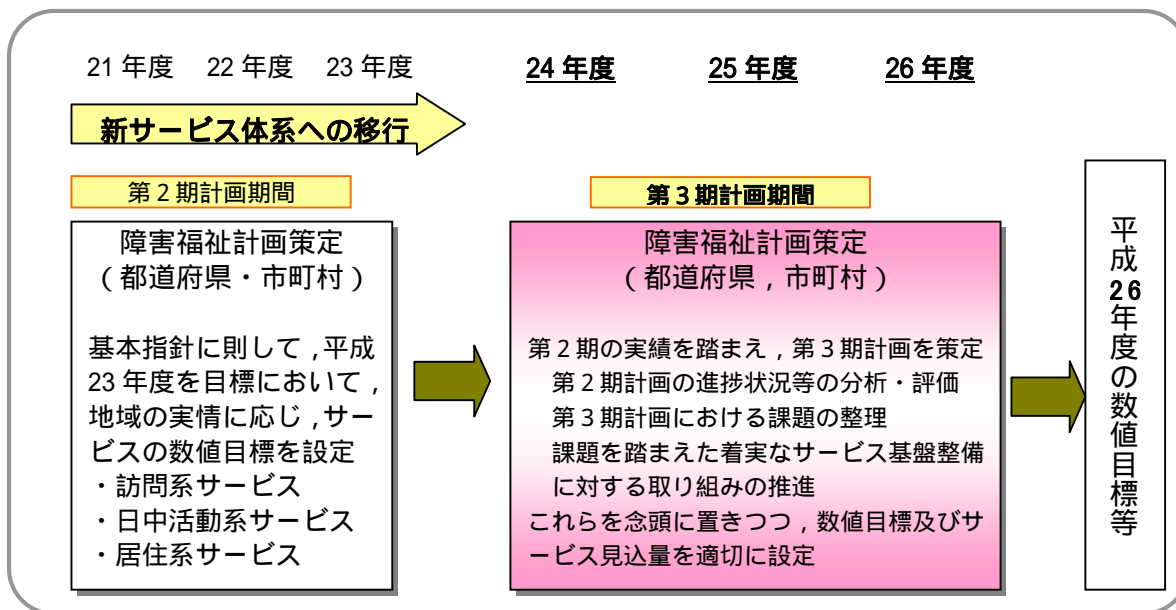 21 年度 22 年度 23 年度 24 年度 25 年度 26 年度
新サービス体系への移行
第２期計画期間
障害福祉計画策定
（都道府県・市町村）
基本指針に則して，平成
23 年度を目標において，
地域の実情に応じ，サー
ビスの数値目標を設定
・訪問系サービス
・日中活動系サービス
・居住系サービス
第３期計画期間
障害福祉計画策定
（都道府県，市町村）
第２期の実績を踏まえ，第３期計画を策定
第２期計画の進捗状況等の分析・評価
第３期計画における課題の整理
課題を踏まえた着実なサービス基盤整備
に対する取り組みの推進
これらを念頭に置きつつ，数値目標及びサ
ービス見込量を適切に設定
平成26年度の数値目標等